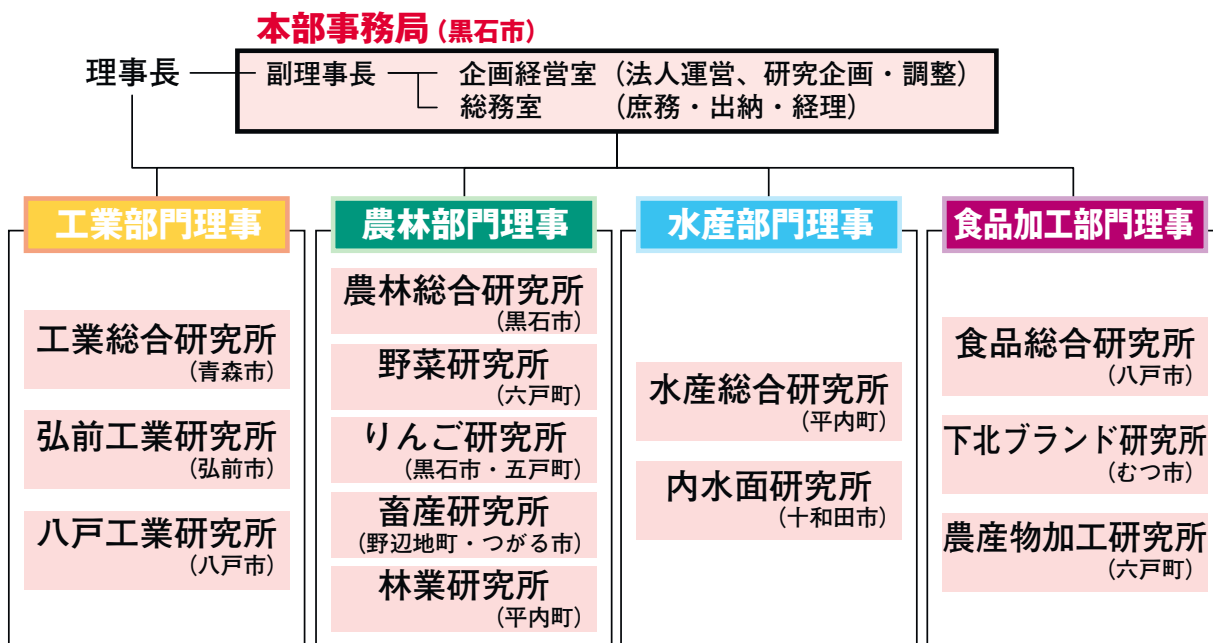 本部事務局(黒石市)
理事長
副理事長
企画経営室(法人運営、研究企画・調整)
総務室(庶務・出納・経理)
工業部門理事
工業総合研究所
(青森市)
弘前工業研究所
(弘前市)
八戸工業研究所
(八戸市)
農林部門理事
農林総合研究所
(黒石市)
野菜研究所
(六戸町)
りんご研究所
(黒石市・五戸町)
畜産研究所
(野辺地町・つがる市)
林業研究所
(平内町)
水産部門理事
水産総合研究所
(平内町)
内水面研究所
(十和田市)
食品加工部門理事
食品総合研究所
(八戸市)
下北ブランド研究所
(むつ市)
農産物加工研究所
(六戸町)